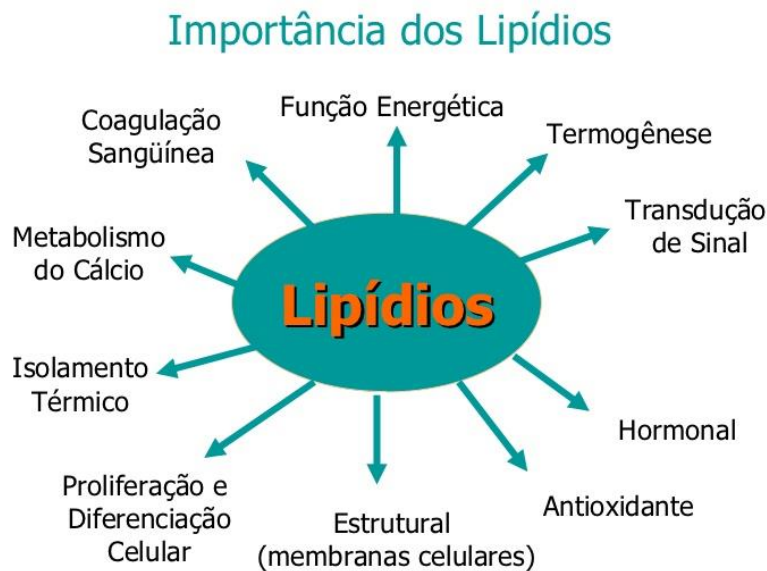 Importância dos Lipídios
Função Energética
Coagulação
Sangüínea
Termogênese
Transdução
de Sinal
Metabolismo
do Cálcio
Lipídios
Isolamento
Térmico
Hormonal
Proliferação e
Diferenciação
Celular
Estrutural
(membranas celulares)
Antioxidante